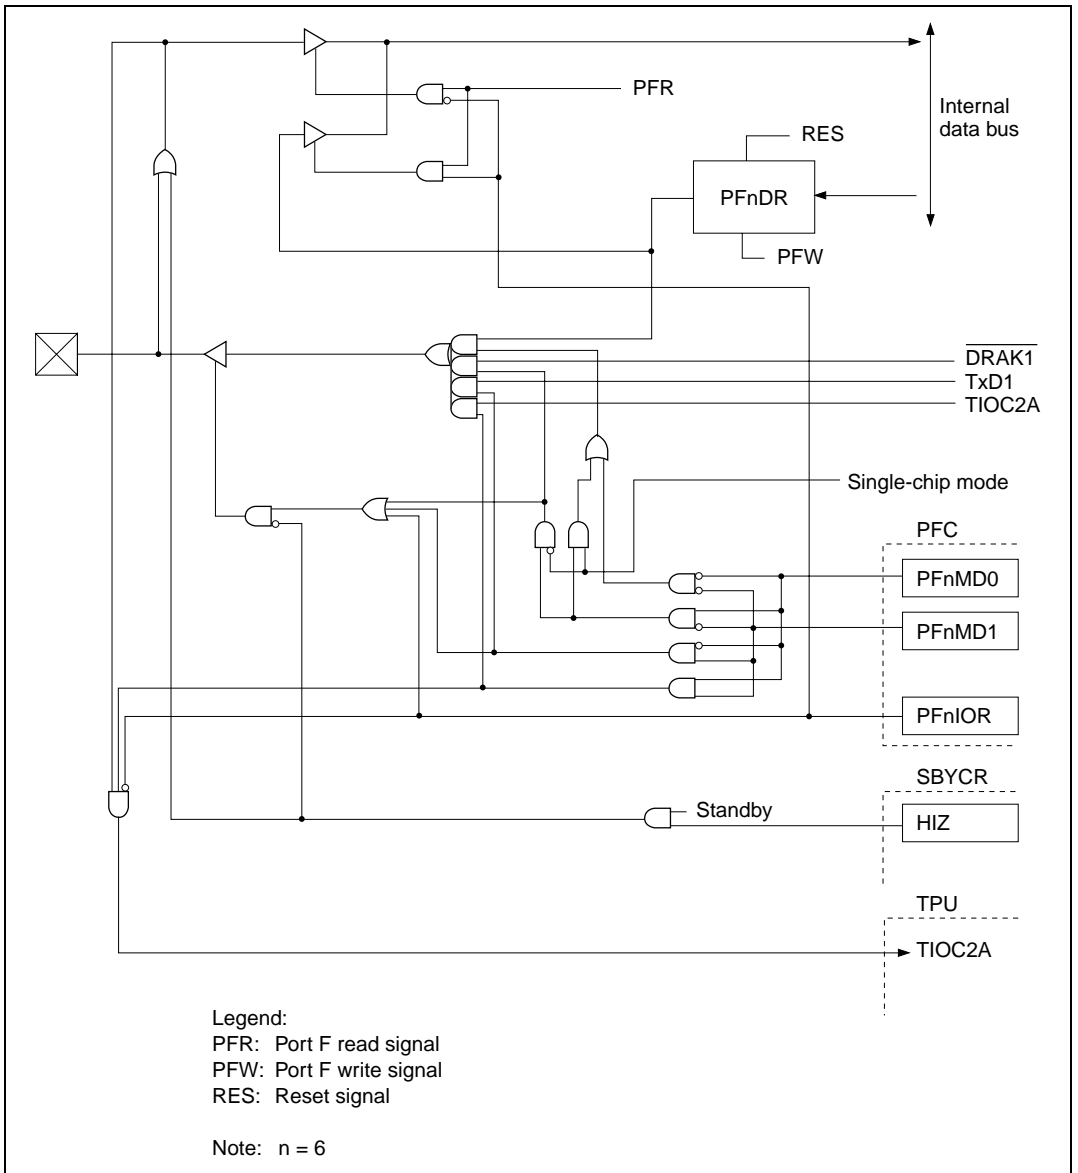 PFR
Internal
data bus
RES
PFnDR
PFW
DRAK1
TxD1
TIOC2A
Single-chip mode
PFC
PFnMD0
PFnMD1
PFnIOR
SBYCR
Standby
HIZ
TPU
TIOC2A
Legend:
PFR: Port F read signal
PFW: Port F write signal
RES: Reset signal
Note: n = 6